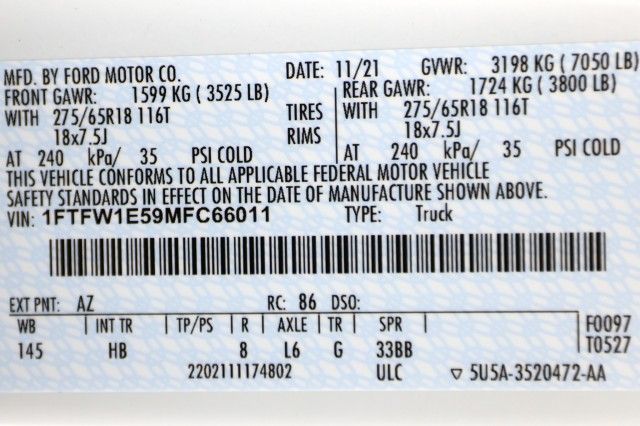 MFD. BY FORD MOTOR CO. DATE: 11/21 GVWR: 3198 KG ( 7050 LB)
FRONT GAWR: 1599 KG ( 3525 LB) REAR GAWR: 1724 KG ( 3800 LB)
WITH 275/65R18 116T TIRES WITH 275/65R18 116T
18x7.5J RIMS 18x7.5J
AT 240 kPa/ 35 PSI COLD AT 240 kPa/ 35 PSI COLD
THIS VEHICLE CONFORMS TO ALL APPLICABLE FEDERAL MOTOR VEHICLE
SAFETY STANDARDS IN EFFECT ON THE DATE OF MANUFACTURE SHOWN ABOVE.
VIN: 1FTFW1E59MFC66011 TYPE: Truck
EXT PNT: AZ RC: 86 DSO:
WB INT TR TP/PS R AXLE TR SPR F0097
145 HB 8 L6 G 33BB T0527
2202111174802 ULC ▽ 5U5A-3520472-AA